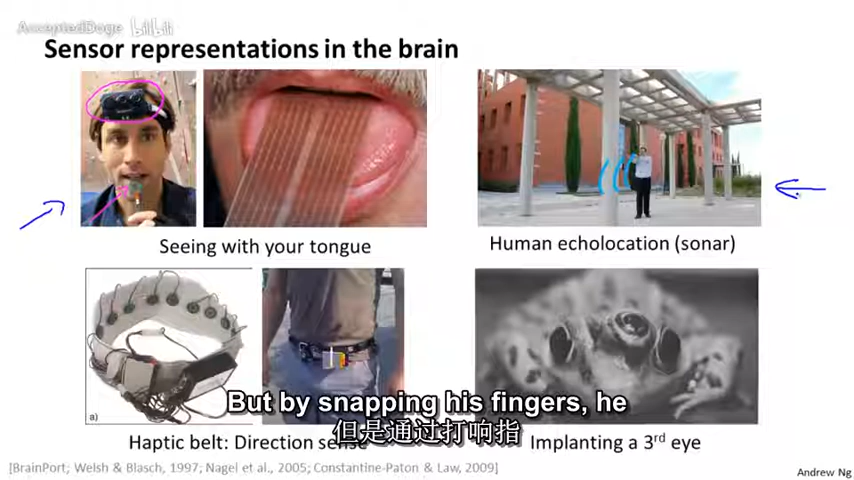 AcceptedDoge bilibili
Sensor representations in the brain
Seeing with your tongue
Human echolocation (sonar)
a)
But by snapping his fingers, he
但是通过打响指
Haptic belt: Direction sense
Implanting a 3rd eye
[BrainPort; Welsh & Blasch, 1997; Nagel et al., 2005; Constantine-Paton & Law, 2009]
Andrew Ng